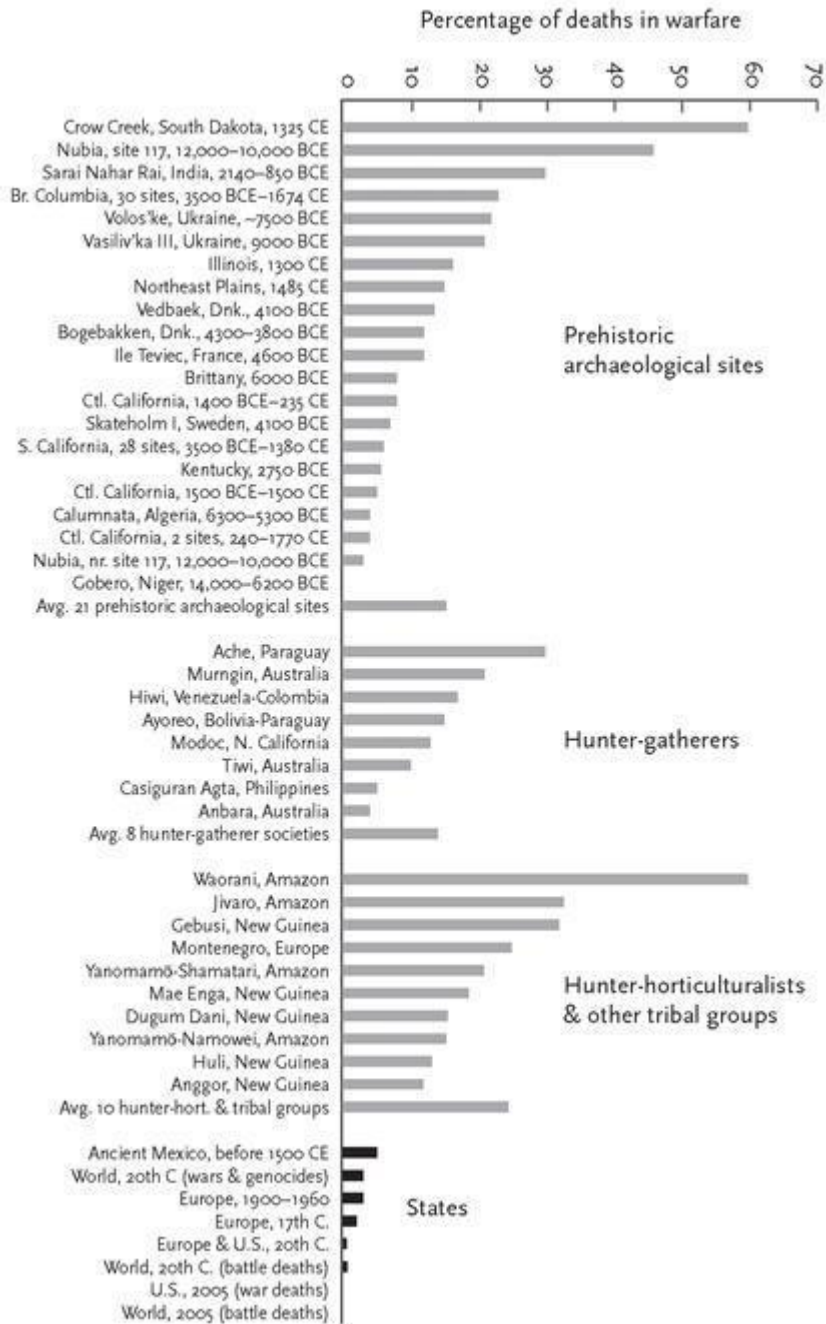 Percentage of deaths in warfare
0 10 20 30 40 50 60 70
Crow Creek, South Dakota, 1325 CE
Nubia, site 117, 12,000–10,000 BCE
Sarai Nahar Rai, India, 2140–850 BCE
Br. Columbia, 30 sites, 3500 BCE–1674 CE
Volos'ke, Ukraine, ~7500 BCE
Vasiliv'ka III, Ukraine, 9000 BCE
Illinois, 1300 CE
Northeast Plains, 1485 CE
Vedbaek, Dnk., 4100 BCE
Bogebakken, Dnk., 4300–3800 BCE
Ile Teviec, France, 4600 BCE
Brittany, 6000 BCE
Ctl. California, 1400 BCE–235 CE
Skateholm I, Sweden, 4100 BCE
S. California, 28 sites, 3500 BCE–1380 CE
Kentucky, 2750 BCE
Ctl. California, 1500 BCE–1500 CE
Calumnata, Algeria, 6300–5300 BCE
Ctl. California, 2 sites, 240–1770 CE
Nubia, nr. site 117, 12,000–10,000 BCE
Gobero, Niger, 14,000–6200 BCE
Avg. 21 prehistoric archaeological sites
Prehistoric
archaeological sites
Ache, Paraguay
Murngin, Australia
Hiwi, Venezuela-Colombia
Ayoreo, Bolivia-Paraguay
Modoc, N. California
Tiwi, Australia
Casiguran Agta, Philippines
Anbara, Australia
Avg. 8 hunter-gatherer societies
Hunter-gatherers
Waorani, Amazon
Jivaro, Amazon
Gebusi, New Guinea
Montenegro, Europe
Yanomamö-Shamatari, Amazon
Mae Enga, New Guinea
Dugum Dani, New Guinea
Yanomamö-Namowei, Amazon
Huli, New Guinea
Anggor, New Guinea
Avg. 10 hunter-hort. & tribal groups
Hunter-horticulturalists
& other tribal groups
Ancient Mexico, before 1500 CE
World, 20th C (wars & genocides)
Europe, 1900–1960
Europe, 17th C.
Europe & U.S., 20th C.
World, 20th C. (battle deaths)
U.S., 2005 (war deaths)
World, 2005 (battle deaths)
States